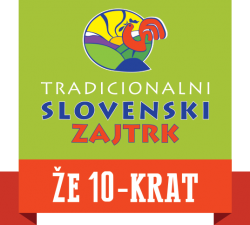 TRADICIONALNI
SLOVENSKI
ZAJTRK
ŽE 10-KRAT